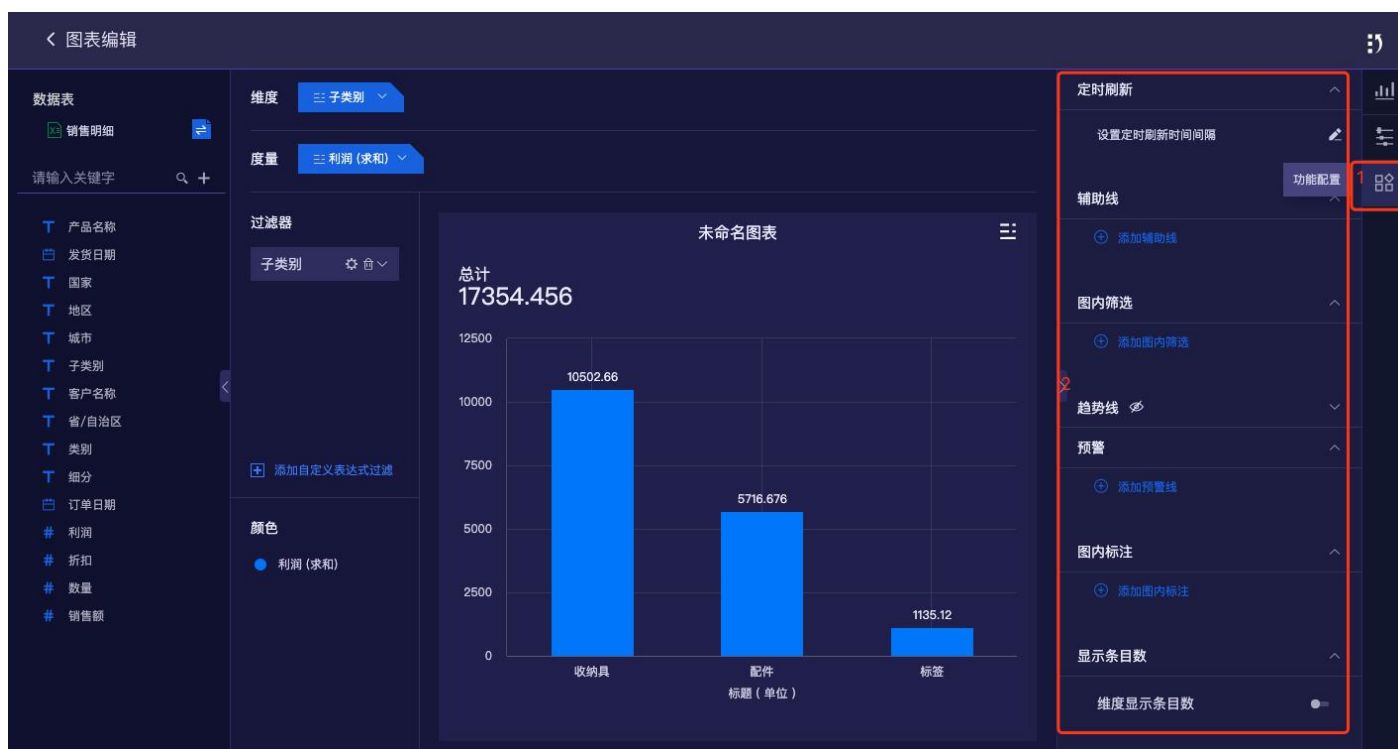 图表编辑
数据表
销售明细
请输入关键字
产品名称
发货日期
国家
地区
城市
子类别
客户名称
省/自治区
类别
细分
订单日期
利润
折扣
数量
销售额
维度
子类别
度量
利润 (求和)
过滤器
子类别
添加自定义表达式过滤
颜色
利润 (求和)
未命名图表
总计
17354.456
12500
10000
7500
5000
2500
0
10502.66
5716.676
1135.12
收纳具
配件
标签
标题 ( 单位 )
定时刷新
设置定时刷新时间间隔
功能配置
1
辅助线
添加辅助线
图内筛选
添加图内筛选
2
趋势线
预警
添加预警线
图内标注
添加图内标注
显示条目数
维度显示条目数